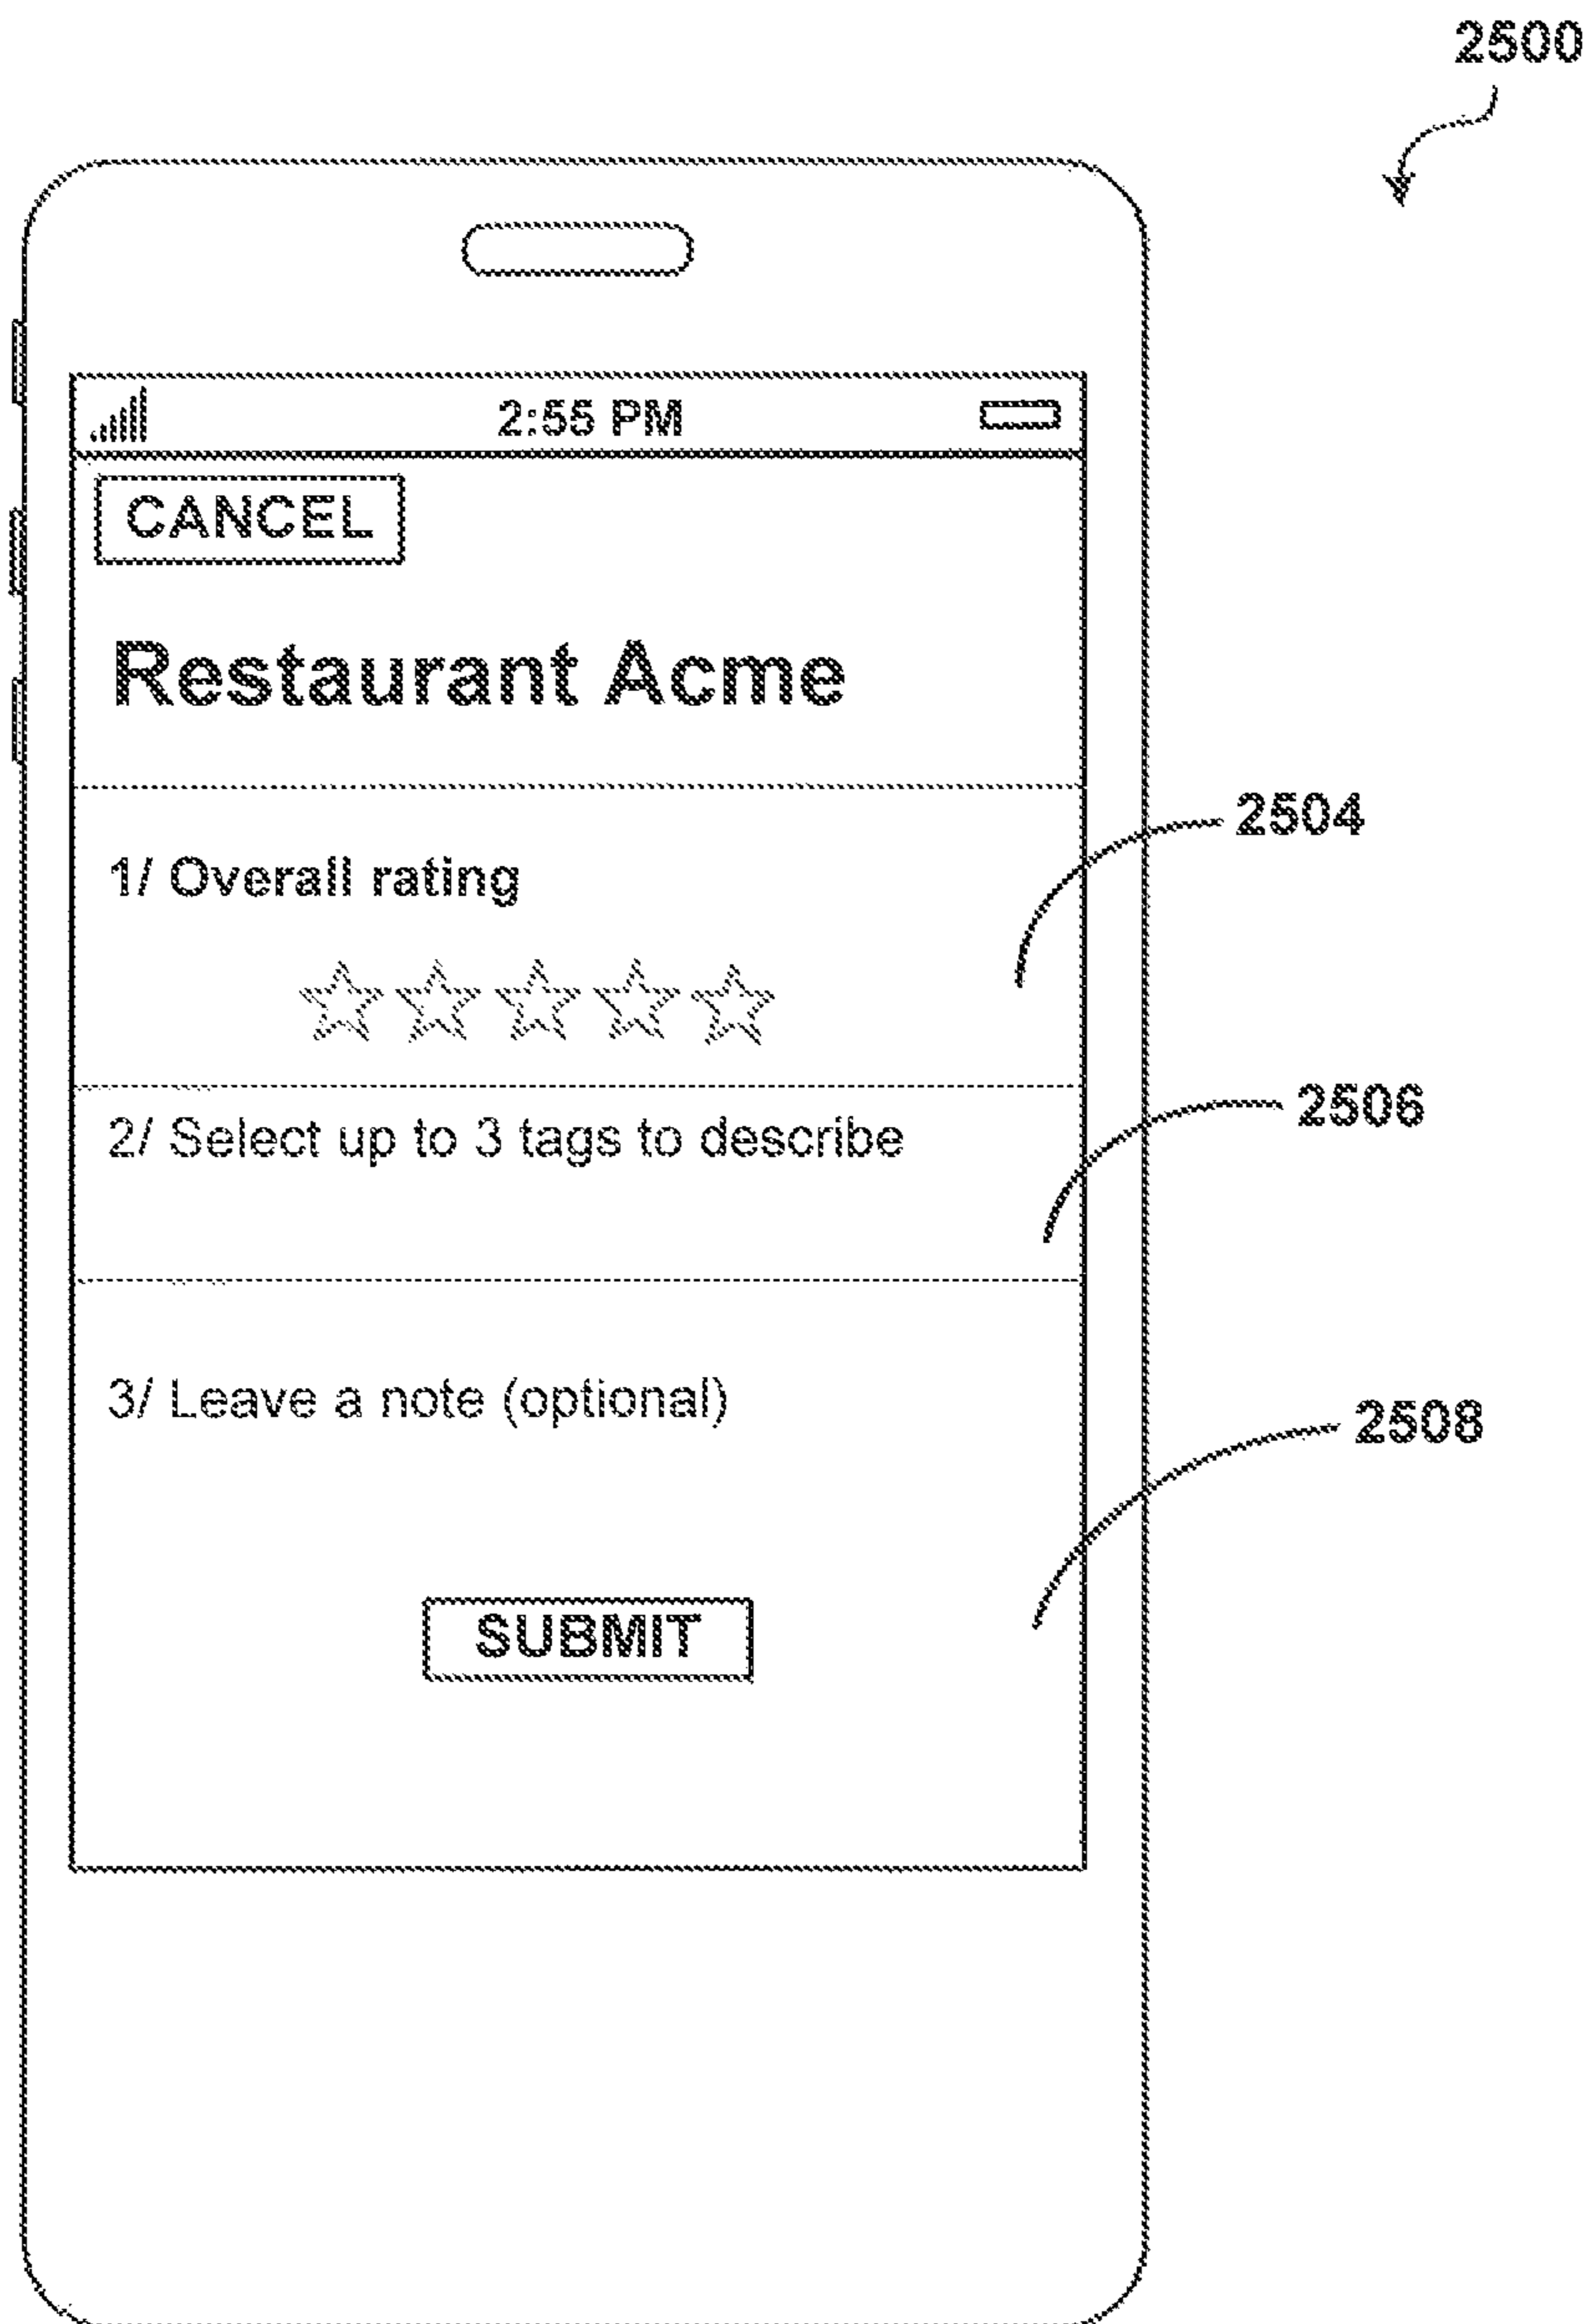 2500
2:55 PM
CANCEL
Restaurant Acme
2504
1/ Overall rating
2506
2/ Select up to 3 tags to describe
3/ Leave a note (optional)
2508
SUBMIT